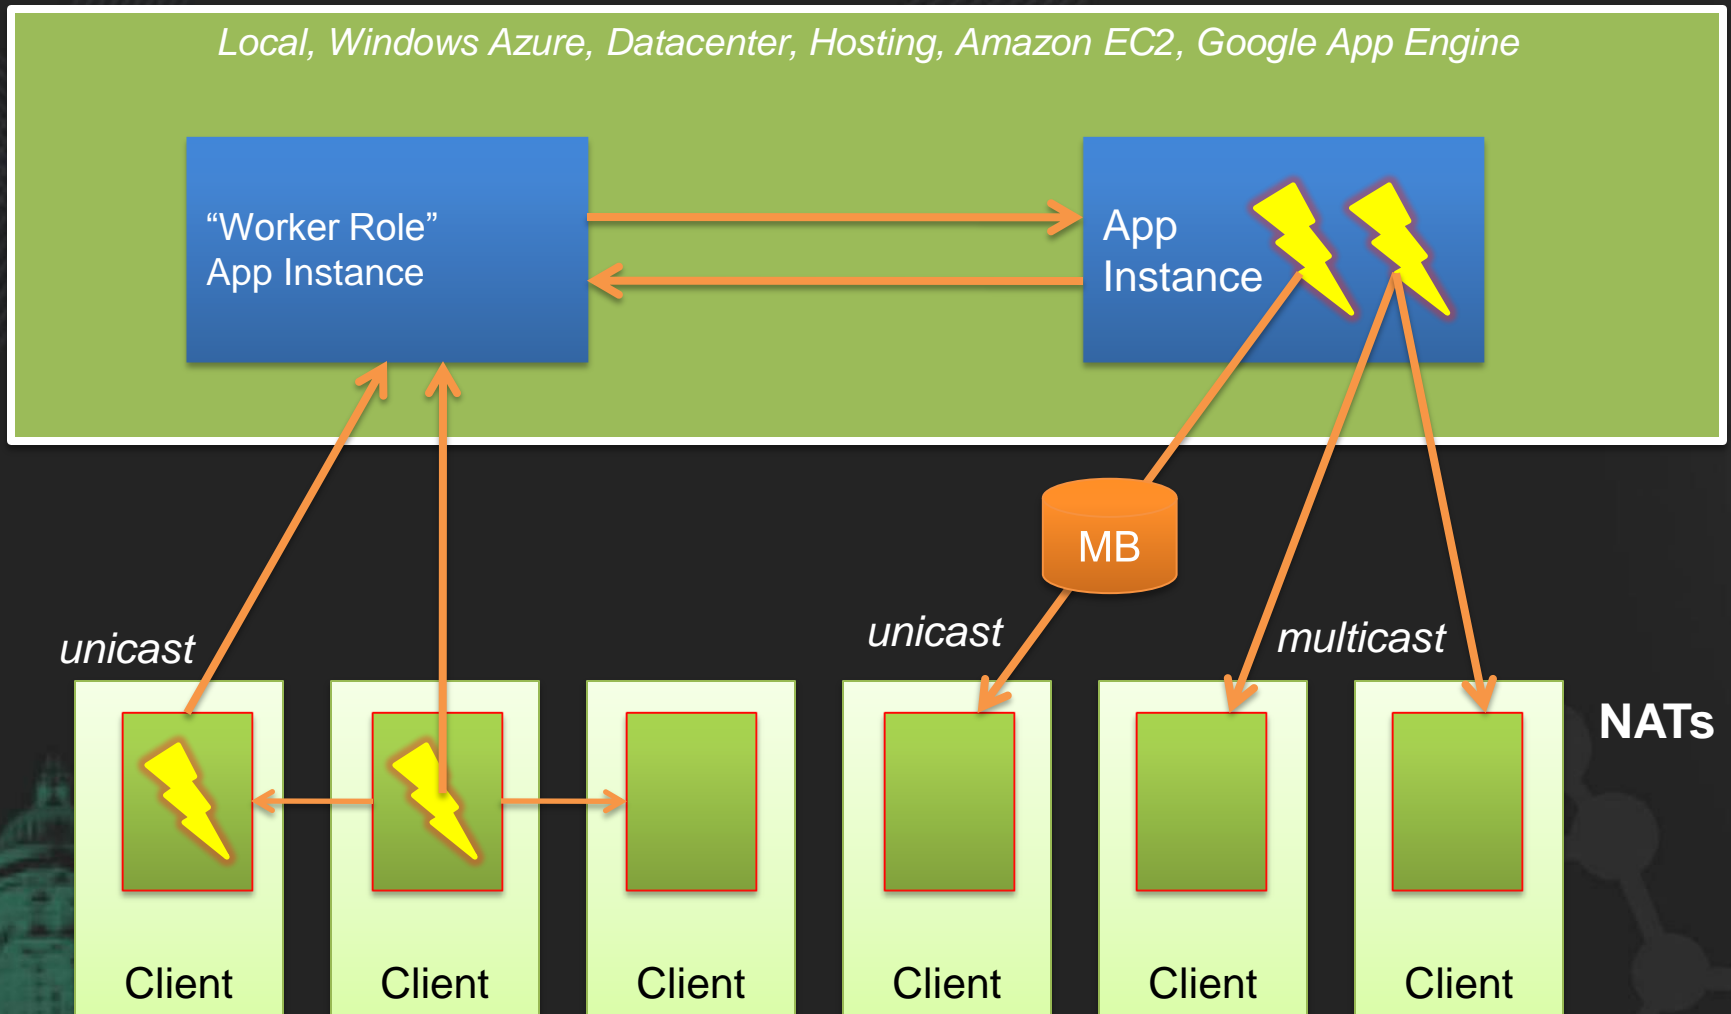 Local, Windows Azure, Datacenter, Hosting, Amazon EC2, Google App Engine
“Worker Role”
App Instance
App
Instance
MB
unicast
unicast
multicast
NATs
Client
Client
Client
Client
Client
Client